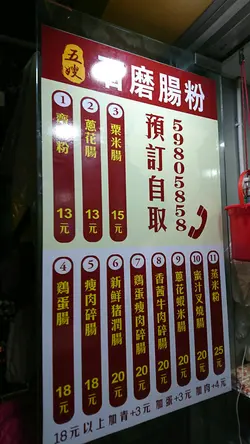 五嫂
石磨腸粉
59805858
預訂自取
1 齋腸粉 13元
2 蔥花腸 13元
3 粟米腸 15元
4 鷄蛋腸 18元
5 瘦肉碎腸 18元
6 新鮮豬潤腸 20元
7 鷄蛋瘦肉碎腸 20元
8 香茜牛肉碎腸 20元
9 蔥花蝦米腸 20元
10 蜜汁叉燒腸 20元
11 蒸米粉 25元
18元以上加青+3元 加蛋+3元 加肉+4元